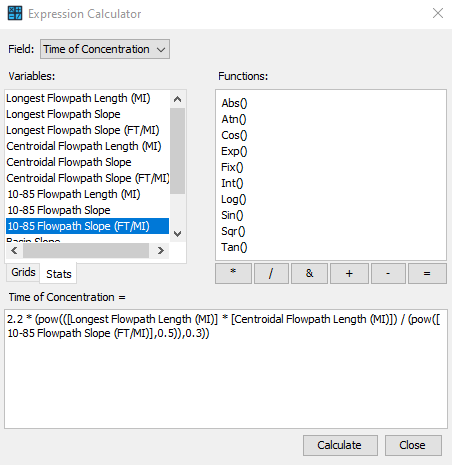 Expression Calculator
Field: Time of Concentration
Variables:
Longest Flowpath Length (MI)
Longest Flowpath Slope
Longest Flowpath Slope (FT/MI)
Centroidal Flowpath Length (MI)
Centroidal Flowpath Slope
Centroidal Flowpath Slope (FT/MI)
10-85 Flowpath Length (MI)
10-85 Flowpath Slope
10-85 Flowpath Slope (FT/MI)
Basin Slope
Grids Stats
Functions:
Abs()
Atn()
Cos()
Exp()
Fix()
Int()
Log()
Sin()
Sqr()
Tan()
* / & + - =
Time of Concentration =
2.2 * (pow(([Longest Flowpath Length (MI)] * [Centroidal Flowpath Length (MI)]) / (pow([
10-85 Flowpath Slope (FT/MI)],0.5)),0.3))
Calculate Close